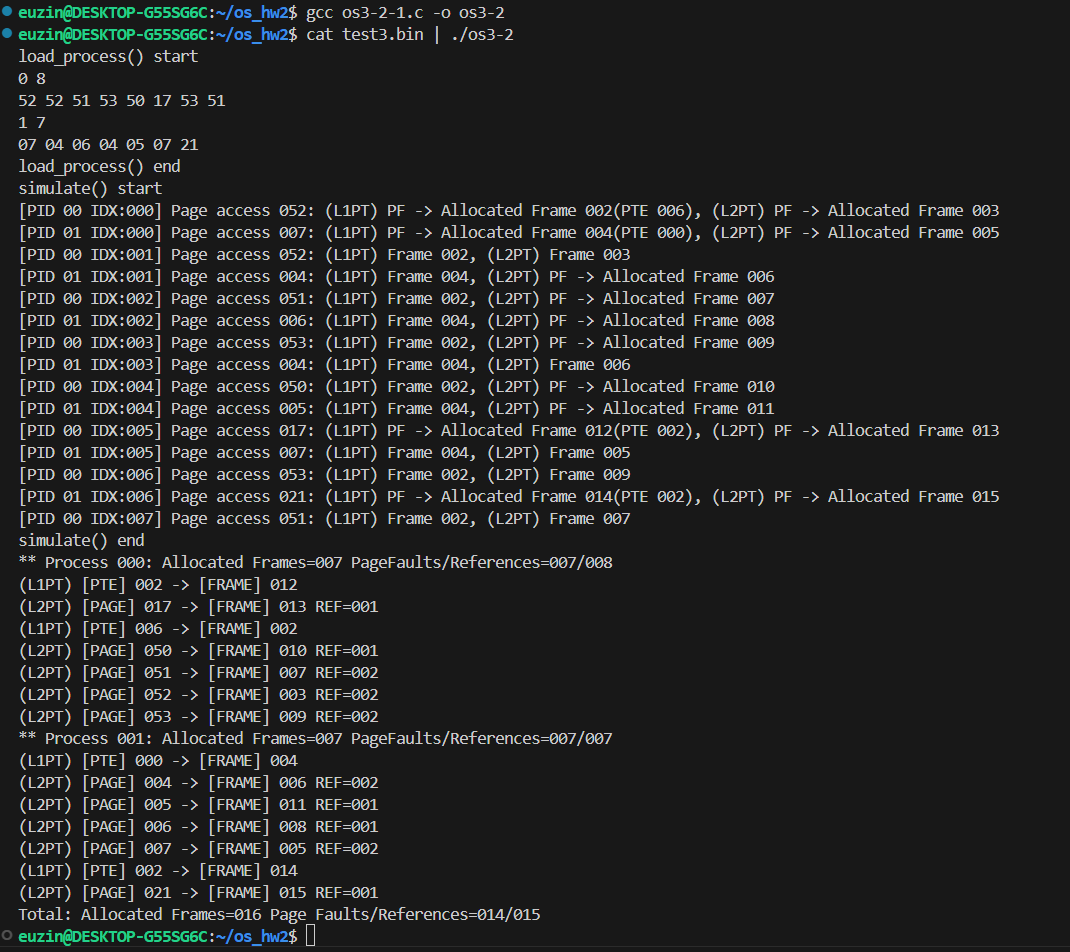 euzin@DESKTOP-G55SG6C:~/os_hw2$ gcc os3-2-1.c -o os3-2
euzin@DESKTOP-G55SG6C:~/os_hw2$ cat test3.bin | ./os3-2
load_process() start
0 8
52 52 51 53 50 17 53 51
1 7
07 04 06 04 05 07 21
load_process() end
simulate() start
[PID 00 IDX:000] Page access 052: (L1PT) PF -> Allocated Frame 002(PTE 006), (L2PT) PF -> Allocated Frame 003
[PID 01 IDX:000] Page access 007: (L1PT) PF -> Allocated Frame 004(PTE 000), (L2PT) PF -> Allocated Frame 005
[PID 00 IDX:001] Page access 052: (L1PT) Frame 002, (L2PT) Frame 003
[PID 01 IDX:001] Page access 004: (L1PT) Frame 004, (L2PT) PF -> Allocated Frame 006
[PID 00 IDX:002] Page access 051: (L1PT) Frame 002, (L2PT) PF -> Allocated Frame 007
[PID 01 IDX:002] Page access 006: (L1PT) Frame 004, (L2PT) PF -> Allocated Frame 008
[PID 00 IDX:003] Page access 053: (L1PT) Frame 002, (L2PT) PF -> Allocated Frame 009
[PID 01 IDX:003] Page access 004: (L1PT) Frame 004, (L2PT) Frame 006
[PID 00 IDX:004] Page access 050: (L1PT) Frame 002, (L2PT) PF -> Allocated Frame 010
[PID 01 IDX:004] Page access 005: (L1PT) Frame 004, (L2PT) PF -> Allocated Frame 011
[PID 00 IDX:005] Page access 017: (L1PT) PF -> Allocated Frame 012(PTE 002), (L2PT) PF -> Allocated Frame 013
[PID 01 IDX:005] Page access 007: (L1PT) Frame 004, (L2PT) Frame 005
[PID 00 IDX:006] Page access 053: (L1PT) Frame 002, (L2PT) Frame 009
[PID 01 IDX:006] Page access 021: (L1PT) PF -> Allocated Frame 014(PTE 002), (L2PT) PF -> Allocated Frame 015
[PID 00 IDX:007] Page access 051: (L1PT) Frame 002, (L2PT) Frame 007
simulate() end
** Process 000: Allocated Frames=007 PageFaults/References=007/008
(L1PT) [PTE] 002 -> [FRAME] 012
(L2PT) [PAGE] 017 -> [FRAME] 013 REF=001
(L1PT) [PTE] 006 -> [FRAME] 002
(L2PT) [PAGE] 050 -> [FRAME] 010 REF=001
(L2PT) [PAGE] 051 -> [FRAME] 007 REF=002
(L2PT) [PAGE] 052 -> [FRAME] 003 REF=002
(L2PT) [PAGE] 053 -> [FRAME] 009 REF=002
** Process 001: Allocated Frames=007 PageFaults/References=007/007
(L1PT) [PTE] 000 -> [FRAME] 004
(L2PT) [PAGE] 004 -> [FRAME] 006 REF=002
(L2PT) [PAGE] 005 -> [FRAME] 011 REF=001
(L2PT) [PAGE] 006 -> [FRAME] 008 REF=001
(L2PT) [PAGE] 007 -> [FRAME] 005 REF=002
(L1PT) [PTE] 002 -> [FRAME] 014
(L2PT) [PAGE] 021 -> [FRAME] 015 REF=001
Total: Allocated Frames=016 Page Faults/References=014/015
euzin@DESKTOP-G55SG6C:~/os_hw2$